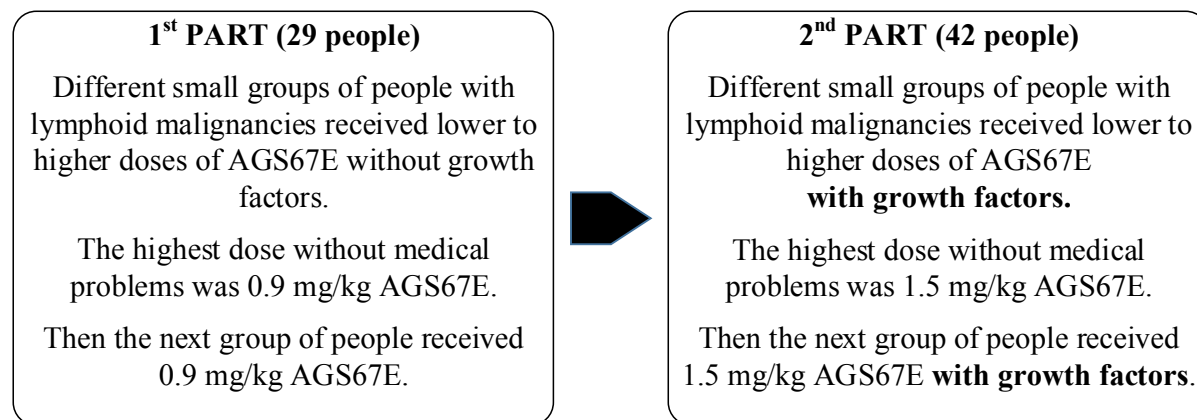 1st PART (29 people)
Different small groups of people with
lymphoid malignancies received lower to
higher doses of AGS67E without growth
factors.
The highest dose without medical
problems was 0.9 mg/kg AGS67E.
Then the next group of people received
0.9 mg/kg AGS67E.
2nd PART (42 people)
Different small groups of people with
lymphoid malignancies received lower to
higher doses of AGS67E
with growth factors.
The highest dose without medical
problems was 1.5 mg/kg AGS67E.
Then the next group of people received
1.5 mg/kg AGS67E with growth factors.